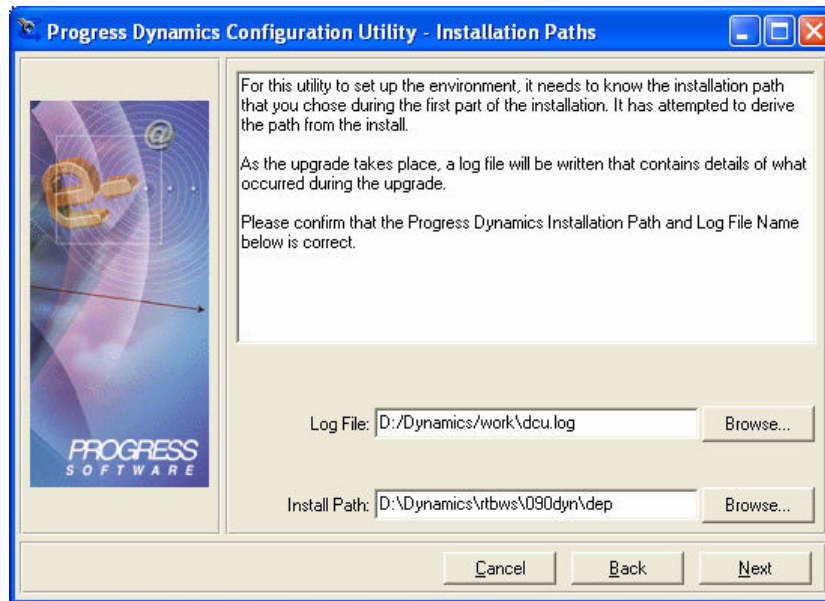 Progress Dynamics Configuration Utility - Installation Paths
For this utility to set up the environment, it needs to know the installation path
that you chose during the first part of the installation. It has attempted to derive
the path from the install.
As the upgrade takes place, a log file will be written that contains details of what
occurred during the upgrade.
Please confirm that the Progress Dynamics Installation Path and Log File Name
below is correct.
@
e-
PROGRESS
SOFTWARE
Log File: D:/Dynamics/work\dcu.log Browse...
Install Path: D:\Dynamics\rtbws\090dyn\dep Browse...
Cancel Back Next